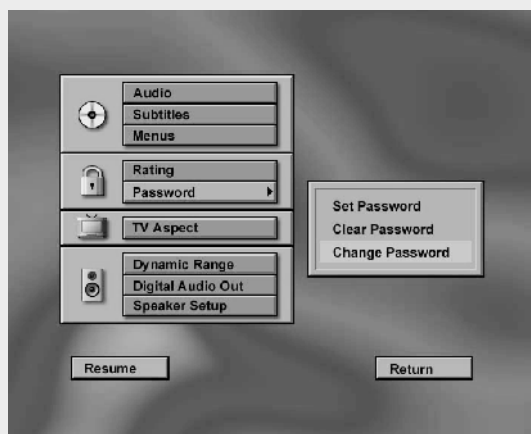 Audio
Subtitles
Menus
Rating
Password
TV Aspect
Dynamic Range
Digital Audio Out
Speaker Setup
Set Password
Clear Password
Change Password
Resume
Return